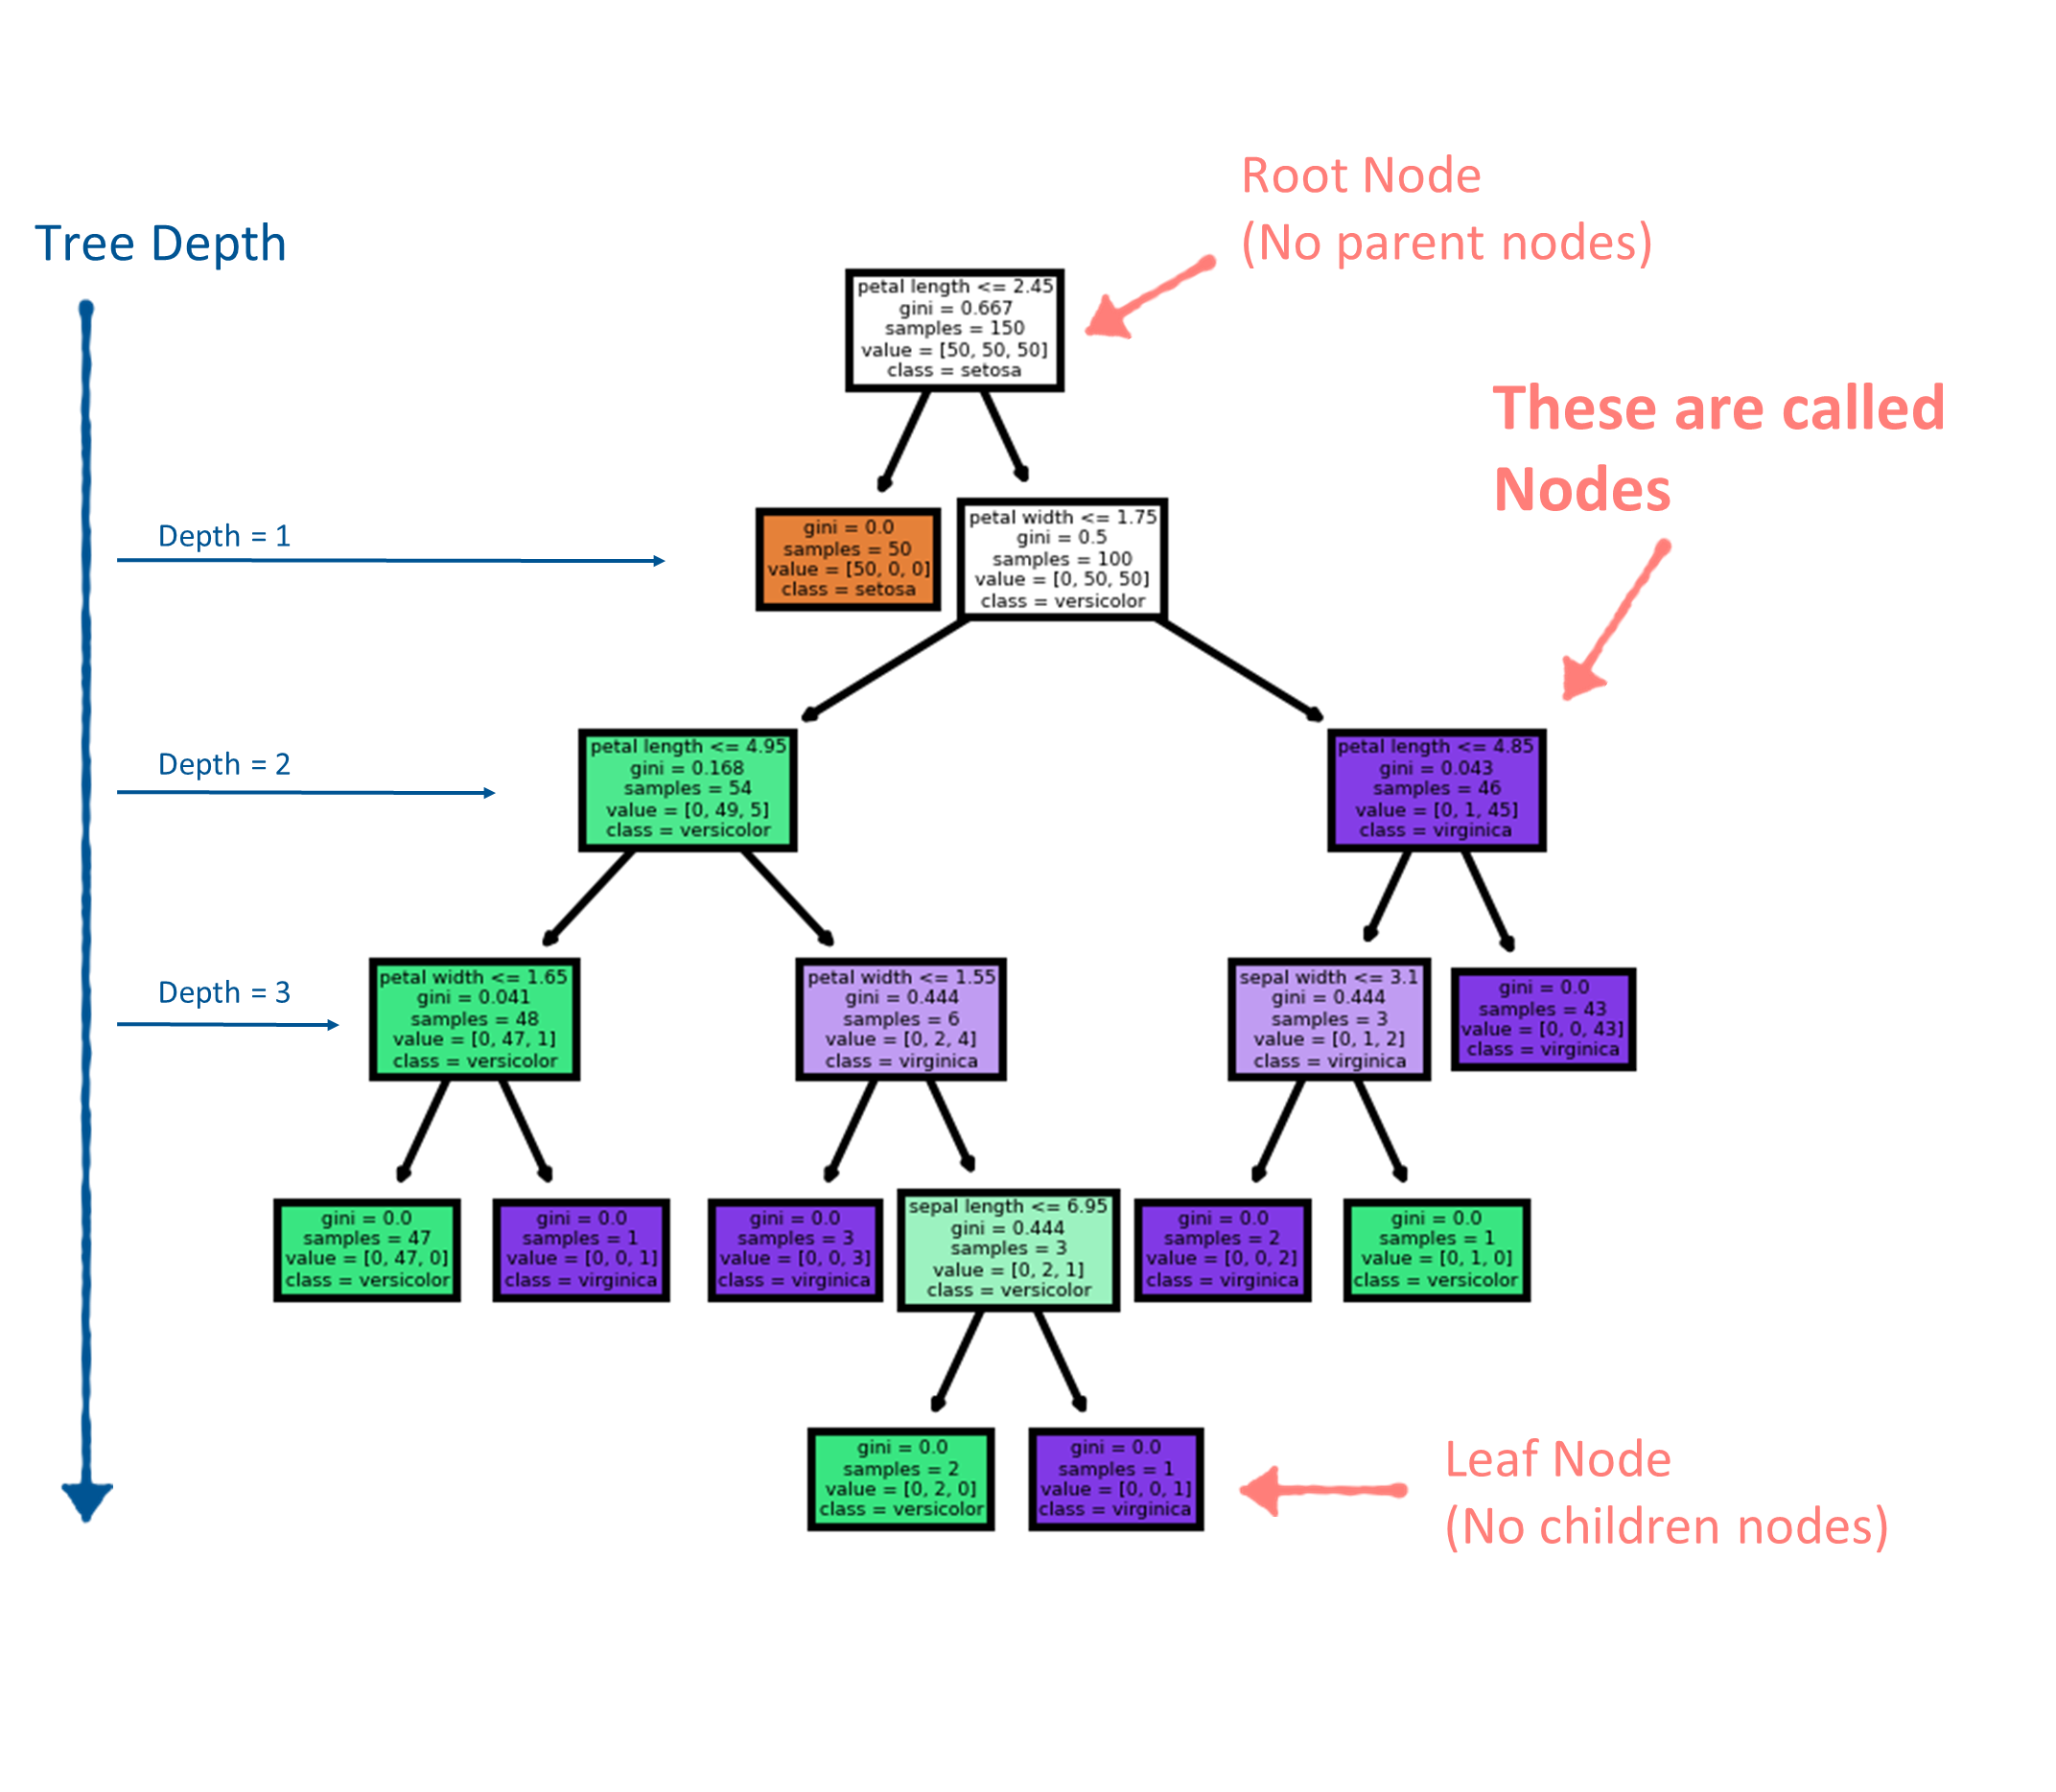 Root Node
(No parent nodes)
Tree Depth
petal length <= 2.45
gini = 0.667
samples = 150
value = [50, 50, 50]
class = setosa
These are called
Nodes
Depth = 1
gini = 0.0
samples = 50
value = [50, 0, 0]
class = setosa
petal width <= 1.75
gini = 0.5
samples = 100
value = [0, 50, 50]
class = versicolor
Depth = 2
petal length <= 4.95
gini = 0.168
samples = 54
value = [0, 49, 5]
class = versicolor
petal length <= 4.85
gini = 0.043
samples = 46
value = [0, 1, 45]
class = virginica
Depth = 3
petal width <= 1.65
gini = 0.041
samples = 48
value = [0, 47, 1]
class = versicolor
petal width <= 1.55
gini = 0.444
samples = 6
value = [0, 2, 4]
class = virginica
sepal width <= 3.1
gini = 0.444
samples = 3
value = [0, 1, 2]
class = virginica
gini = 0.0
samples = 43
value = [0, 0, 43]
class = virginica
gini = 0.0
samples = 47
value = [0, 47, 0]
class = versicolor
gini = 0.0
samples = 1
value = [0, 0, 1]
class = virginica
gini = 0.0
samples = 3
value = [0, 0, 3]
class = virginica
sepal length <= 6.95
gini = 0.444
samples = 3
value = [0, 2, 1]
class = versicolor
gini = 0.0
samples = 2
value = [0, 0, 2]
class = virginica
gini = 0.0
samples = 1
value = [0, 1, 0]
class = versicolor
gini = 0.0
samples = 2
value = [0, 2, 0]
class = versicolor
gini = 0.0
samples = 1
value = [0, 0, 1]
class = virginica
Leaf Node
(No children nodes)